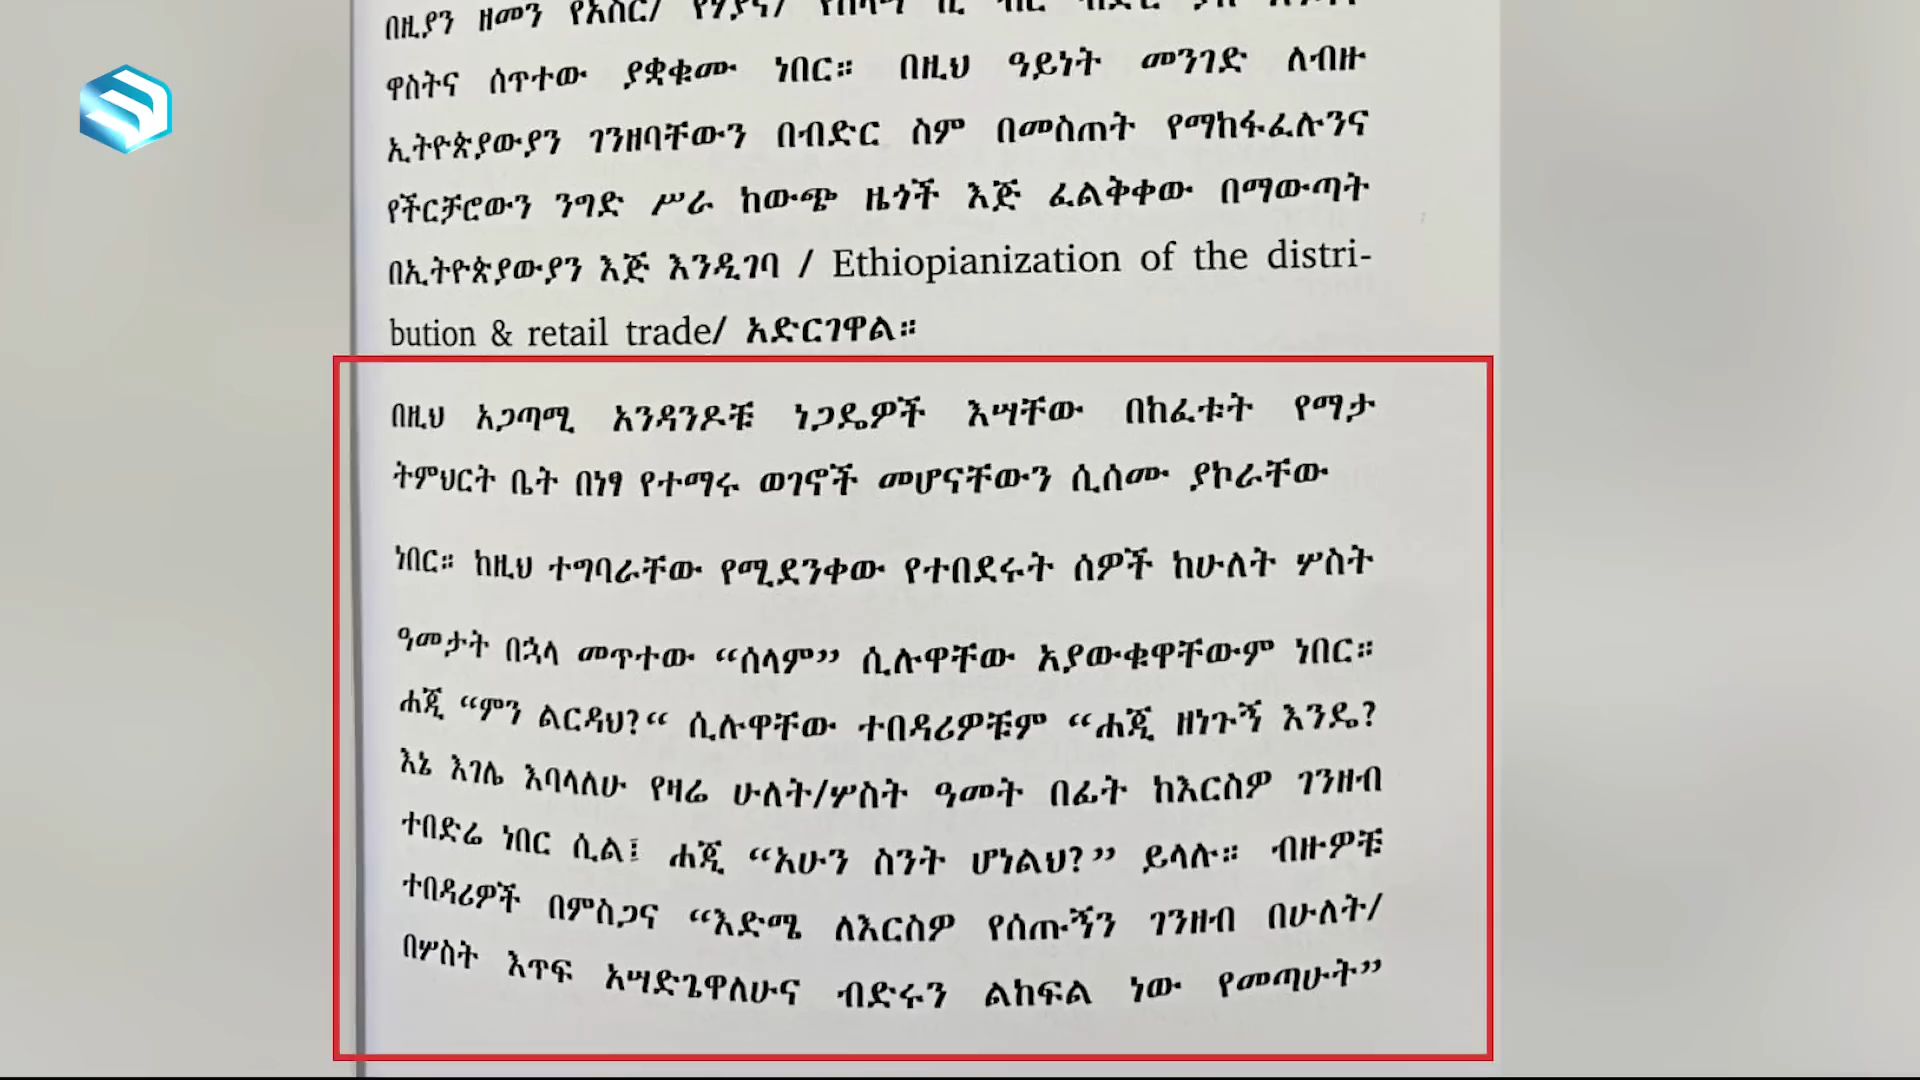 በዚያን ዘመን
ዋስትና ሰጥተው ያቋቁሙ ነበር። በዚህ ዓይነት መንገድ ለብዙ
ኢትዮጵያውያን ገንዘባቸውን በብድር ስም በመስጠት የማከፋፈሉንና
የችርቻሮውን ንግድ ሥራ ከውጭ ዜጎች እጅ ፈልቅቀው በማውጣት
በኢትዮጵያውያን እጅ እንዲገባ / Ethiopianization of the distri-
bution & retail trade/ አድርገዋል።
በዚህ አጋጣሚ አንዳንዶቹ ነጋዴዎች እሣቸው በከፈቱት የማታ
ትምህርት ቤት በነፃ የተማሩ ወገኖች መሆናቸውን ሲሰሙ ያኮራቸው
ነበር። ከዚህ ተግባራቸው የሚደንቀው የተበደሩት ሰዎች ከሁለት ሦስት
ዓመታት በኋላ መጥተው “ሰላም” ሲሉዋቸው አያውቁዋቸውም ነበር።
ሐጂ “ምን ልርዳህ?“ ሲሉዋቸው ተበዳሪዎቹም “ሐጂ ዘነጉኝ እንዴ?
እኔ እገሌ እባላለሁ የዛሬ ሁለት/ሦስት ዓመት በፊት ከእርስዎ ገንዘብ
ተበድሬ ነበር ሲል፤ ሐጂ “አሁን ስንት ሆነልህ?” ይላሉ። ብዙዎቹ
ተበዳሪዎች በምስጋና “እድሜ ለእርስዎ የሰጡኝን ገንዘብ በሁለት/
በሦስት እጥፍ አሣድጌዋለሁና ብድሩን ልከፍል ነው የመጣሁት”